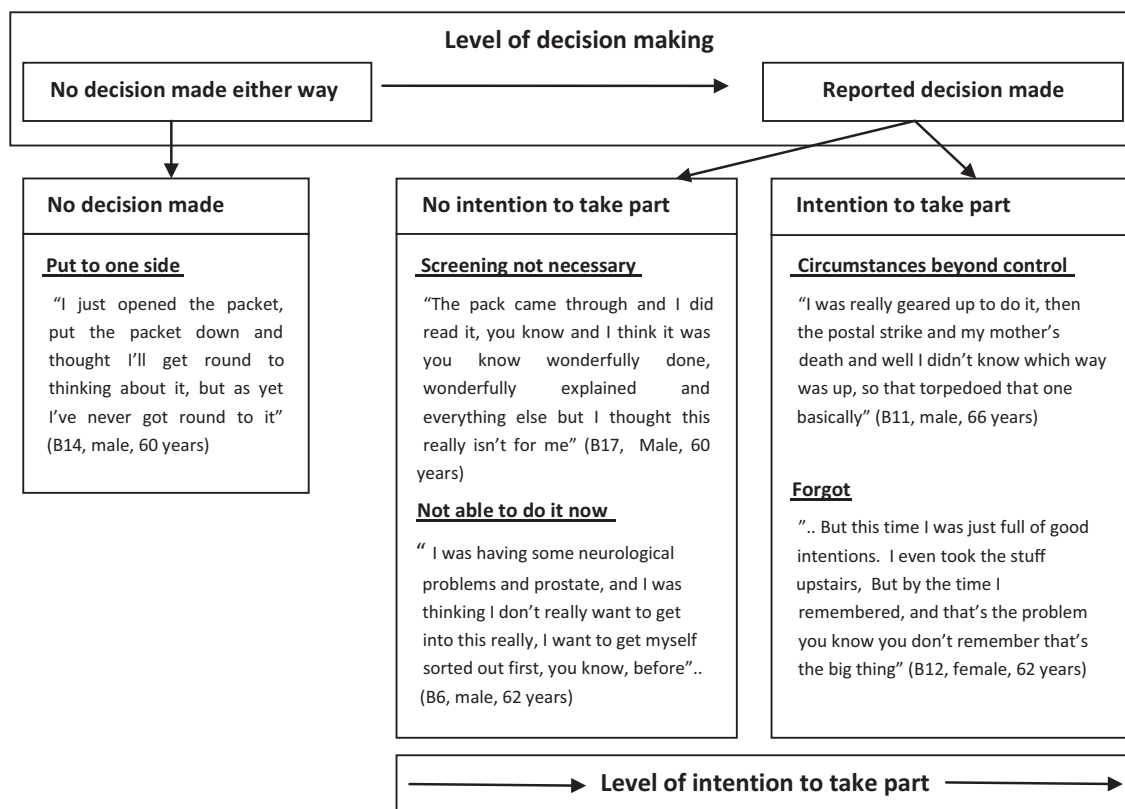 Level of decision making
No decision made either way
Reported decision made
No decision made
Put to one side
“I just opened the packet,
put the packet down and
thought I’ll get round to
thinking about it, but as yet
I’ve never got round to it”
(B14, male, 60 years)
No intention to take part
Screening not necessary
“The pack came through and I did
read it, you know and I think it was
you know wonderfully done,
wonderfully explained and
everything else but I thought this
really isn’t for me” (B17, Male, 60
years)
Not able to do it now
“ I was having some neurological
problems and prostate, and I was
thinking I don’t really want to get
into this really, I want to get myself
sorted out first, you know, before”..
(B6, male, 62 years)
Intention to take part
Circumstances beyond control
“I was really geared up to do it, then
the postal strike and my mother’s
death and well I didn’t know which way
was up, so that torpedoed that one
basically” (B11, male, 66 years)
Forgot
”.. But this time I was just full of good
intentions. I even took the stuff
upstairs, But by the time I
remembered, and that’s the problem
you know you don’t remember that’s
the big thing” (B12, female, 62 years)
Level of intention to take part